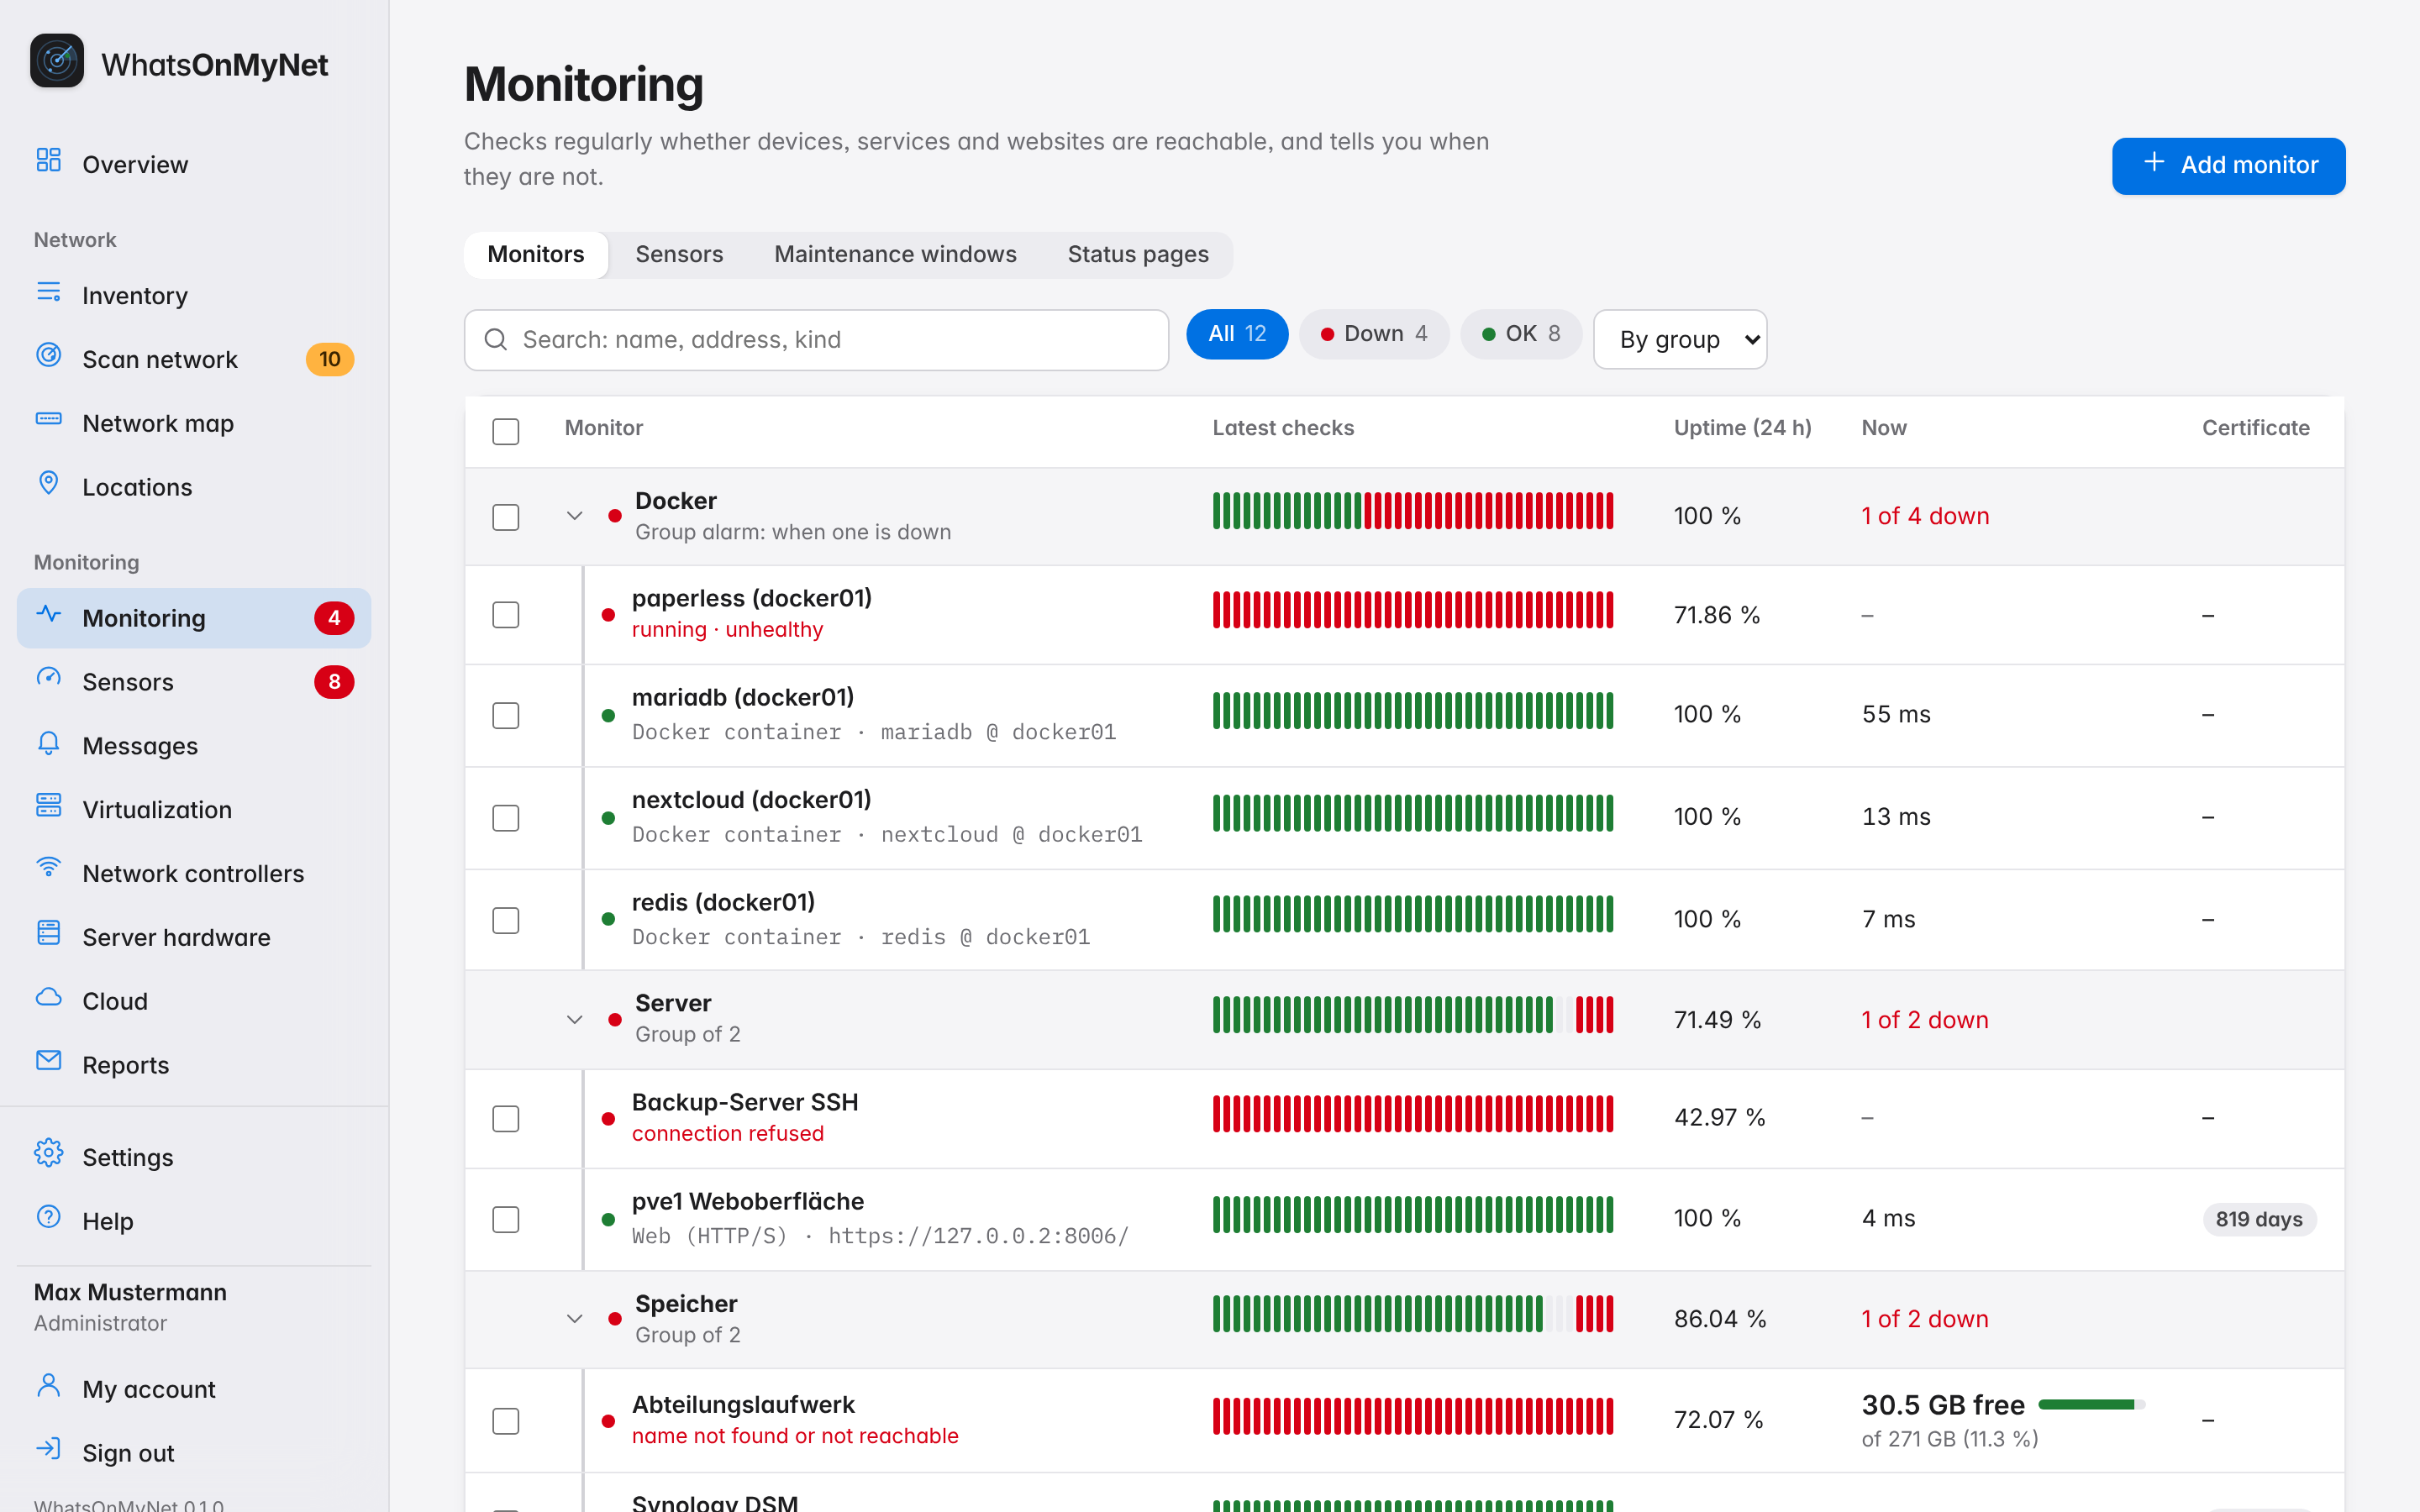 WhatsOnMyNet
Overview
Network
Inventory
Scan network 10
Network map
Locations
Monitoring
Monitoring 4
Sensors 8
Messages
Virtualization
Network controllers
Server hardware
Cloud
Reports
Settings
Help
Max Mustermann
Administrator
My account
Sign out
WhatsOnMyNet 0.1.0
Monitoring
Checks regularly whether devices, services and websites are reachable, and tells you when
they are not.
Add monitor
Monitors Sensors Maintenance windows Status pages
Search: name, address, kind
All 12 Down 4 OK 8 By group
Monitor Latest checks Uptime (24 h) Now Certificate
Docker
Group alarm: when one is down
100 % 1 of 4 down
paperless (docker01)
running · unhealthy
71.86 % – –
mariadb (docker01)
Docker container · mariadb @ docker01
100 % 55 ms –
nextcloud (docker01)
Docker container · nextcloud @ docker01
100 % 13 ms –
redis (docker01)
Docker container · redis @ docker01
100 % 7 ms –
Server
Group of 2
71.49 % 1 of 2 down
Backup-Server SSH
connection refused
42.97 % – –
pve1 Weboberfläche
Web (HTTP/S) · https://127.0.0.2:8006/
100 % 4 ms 819 days
Speicher
Group of 2
86.04 % 1 of 2 down
Abteilungslaufwerk
name not found or not reachable
72.07 % 30.5 GB free –
of 271 GB (11.3 %)
Synology DSM